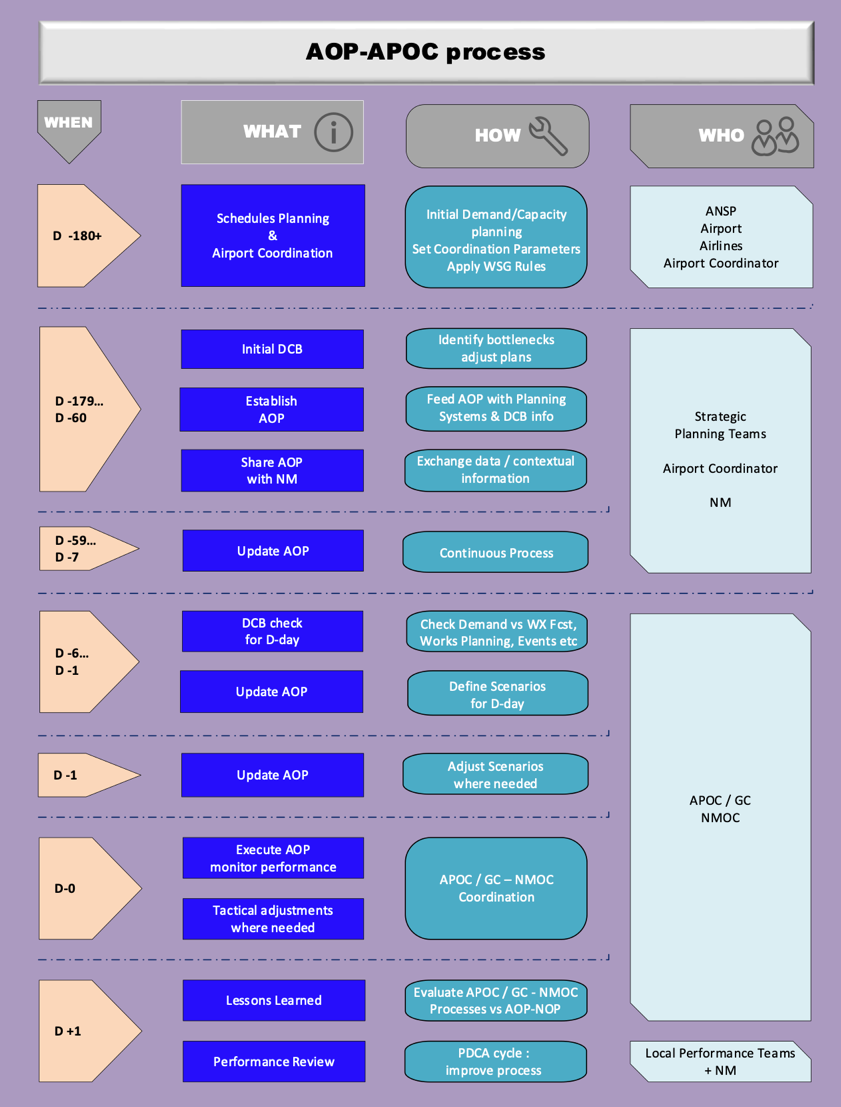 AOP-APOC process
WHEN
WHAT
HOW
WHO
D -180+
Schedules Planning
&
Airport Coordination
Initial Demand/Capacity
planning
Set Coordination Parameters
Apply WSG Rules
ANSP
Airport
Airlines
Airport Coordinator
D -179...
D -60
Initial DCB
Identify bottlenecks
adjust plans
Establish
AOP
Feed AOP with Planning
Systems & DCB info
Share AOP
with NM
Exchange data / contextual
information
Strategic
Planning Teams
Airport Coordinator
NM
D -59...
D -7
Update AOP
Continuous Process
D -6...
D -1
DCB check
for D-day
Check Demand vs WX Fcst,
Works Planning, Events etc
Update AOP
Define Scenarios
for D-day
D -1
Update AOP
Adjust Scenarios
where needed
APOC / GC
NMOC
D-0
Execute AOP
monitor performance
Tactical adjustments
where needed
APOC / GC – NMOC
Coordination
D +1
Lessons Learned
Evaluate APOC / GC - NMOC
Processes vs AOP-NOP
Performance Review
PDCA cycle :
improve process
Local Performance Teams
+ NM